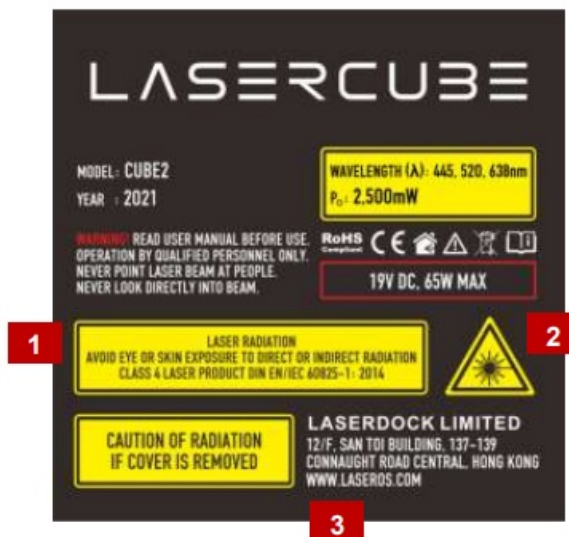 LASERCUBE
MODEL: CUBE2
YEAR : 2021
WAVELENGTH (λ): 445, 520, 638nm
P₀: 2,500mW
WARNING! READ USER MANUAL BEFORE USE.
OPERATION BY QUALIFIED PERSONNEL ONLY.
NEVER POINT LASER BEAM AT PEOPLE.
NEVER LOOK DIRECTLY INTO BEAM.
RoHS
Compliant
CE
19V DC, 65W MAX
1
LASER RADIATION
AVOID EYE OR SKIN EXPOSURE TO DIRECT OR INDIRECT RADIATION
CLASS 4 LASER PRODUCT DIN EN/IEC 60825-1: 2014
2
CAUTION OF RADIATION
IF COVER IS REMOVED
LASERDOCK LIMITED
12/F, SAN TOI BUILDING, 137-139
CONNAUGHT ROAD CENTRAL, HONG KONG
WWW.LASEROS.COM
3